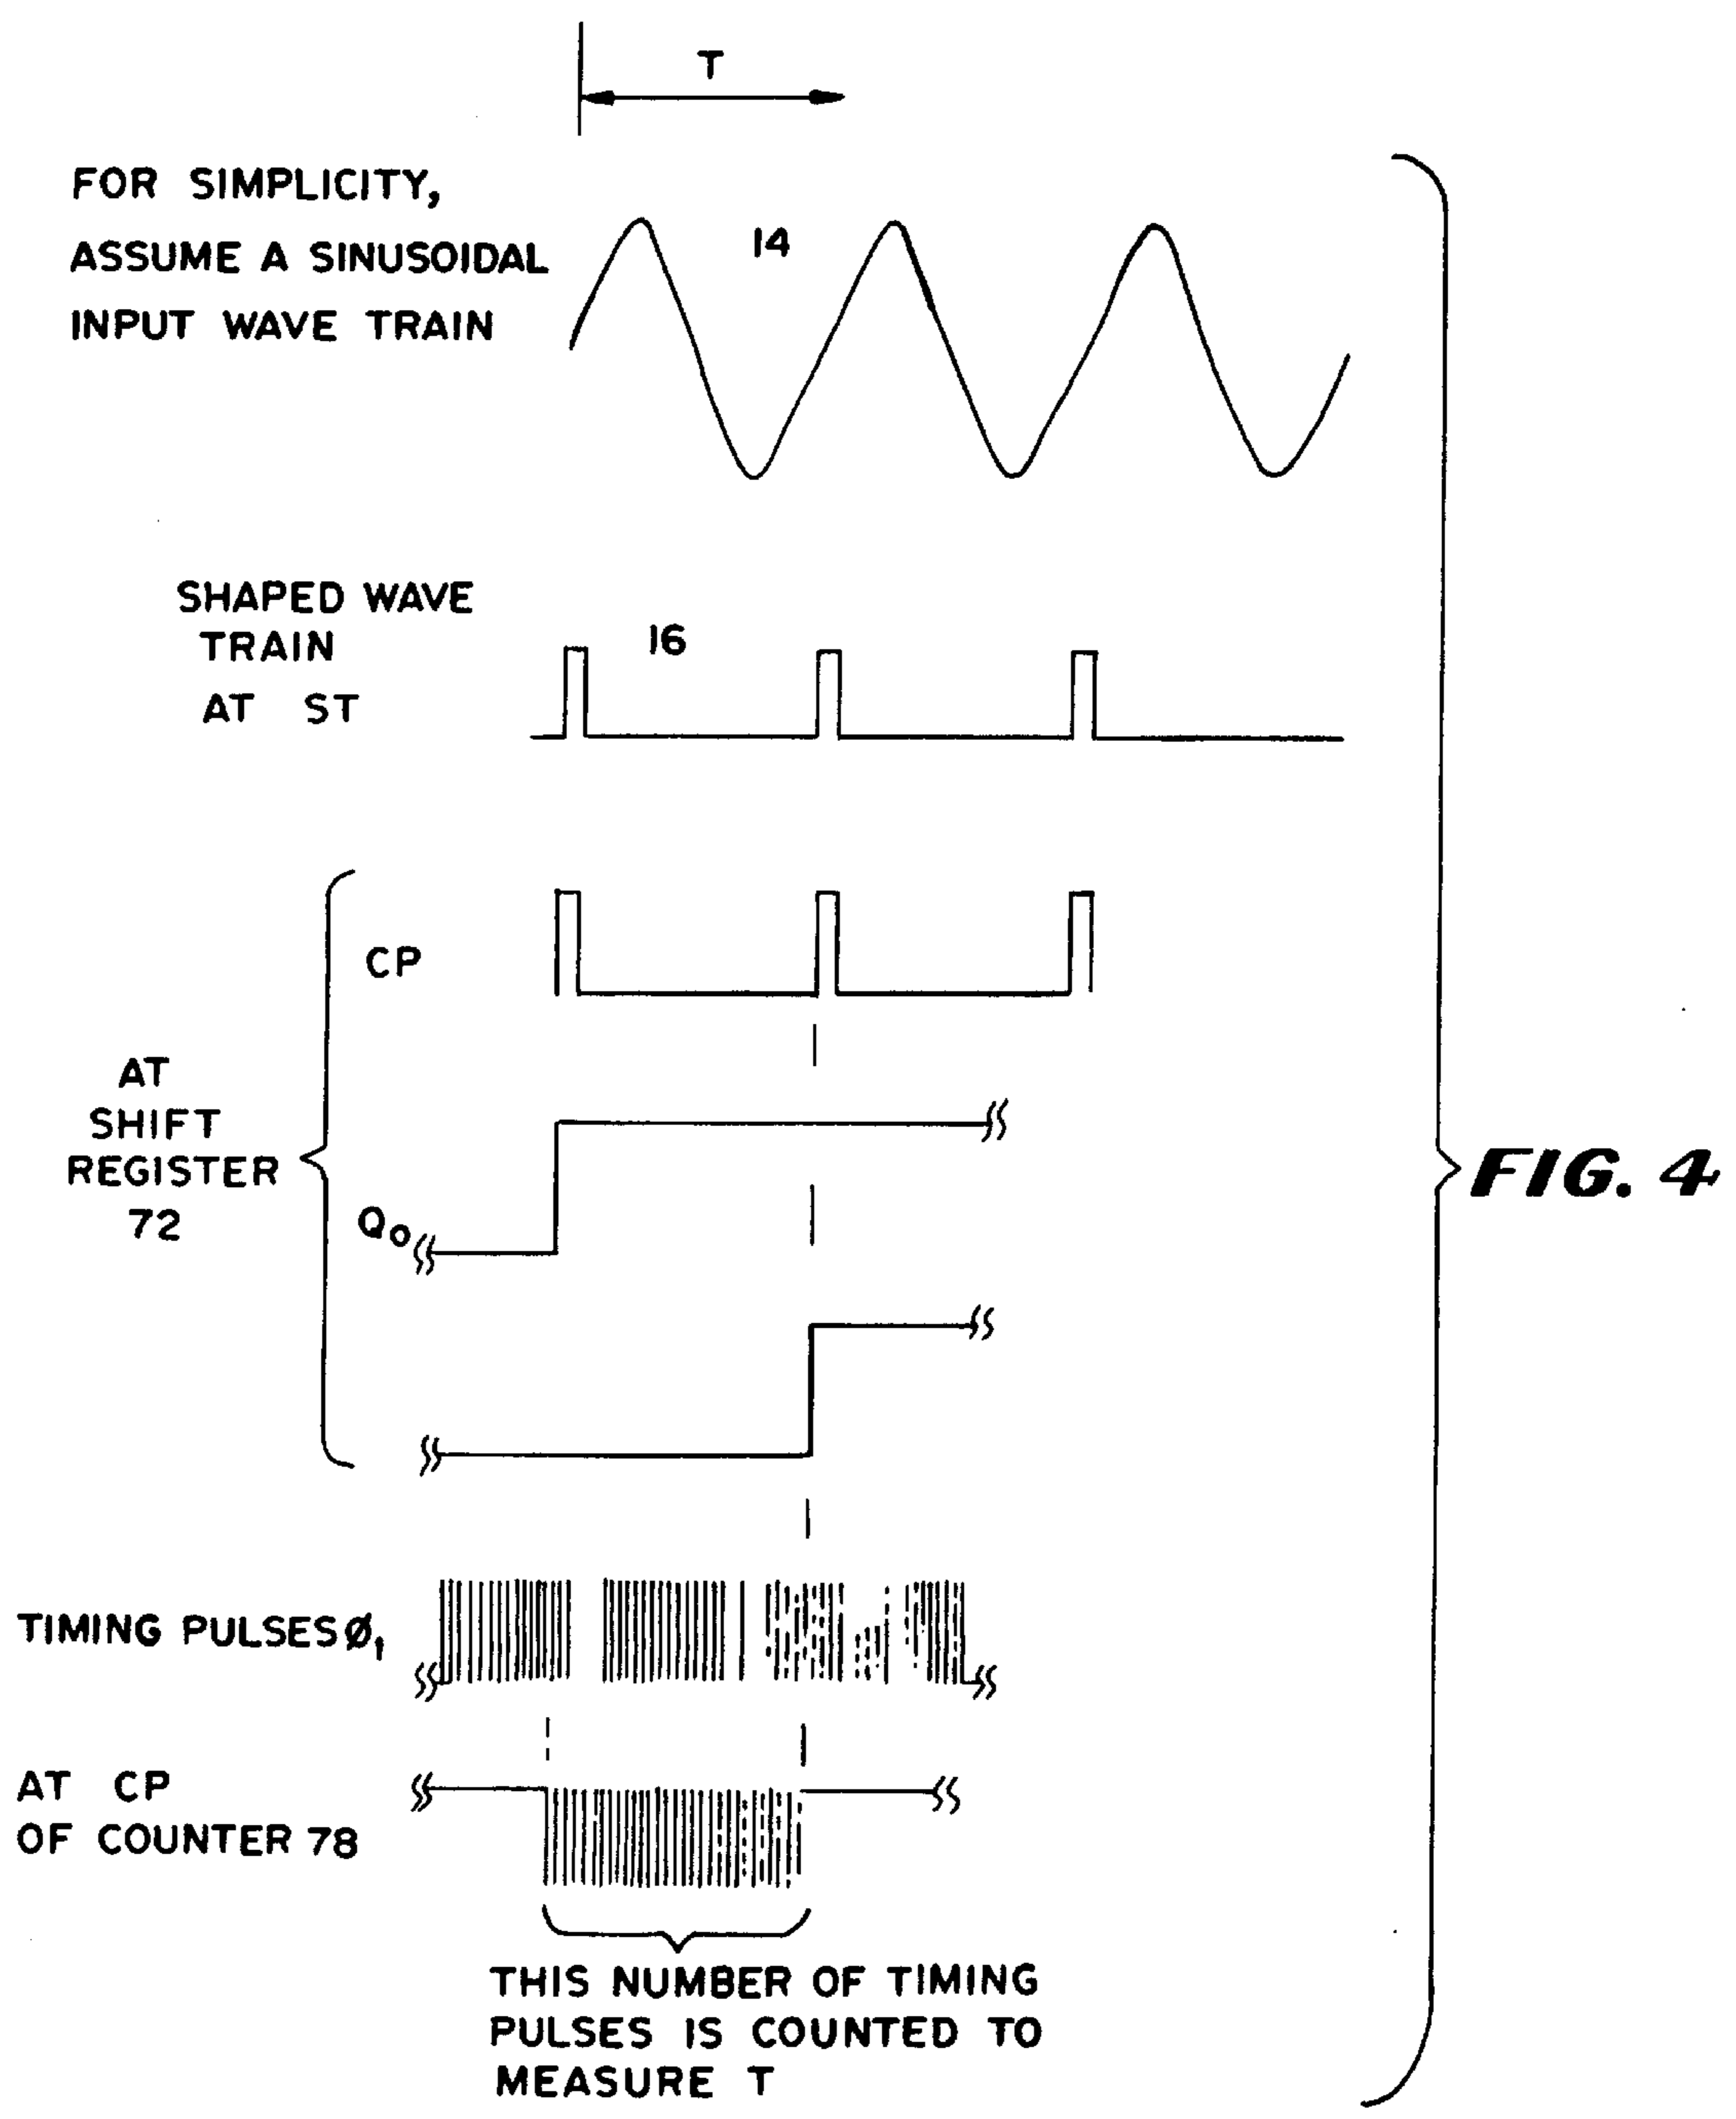 T
FOR SIMPLICITY,
ASSUME A SINUSOIDAL
INPUT WAVE TRAIN
14
SHAPED WAVE
TRAIN
AT ST
16
CP
AT
SHIFT
REGISTER
72
Q0
FIG. 4
TIMING PULSES Ø1
AT CP
OF COUNTER 78
THIS NUMBER OF TIMING
PULSES IS COUNTED TO
MEASURE T